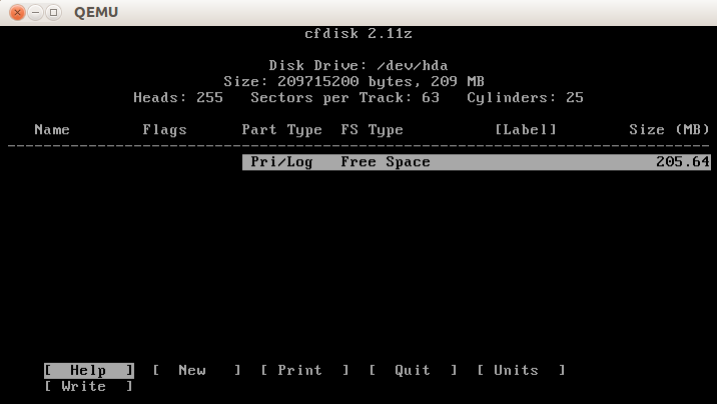 QEMU
cfdisk 2.11z
Disk Drive: /dev/hda
Size: 209715200 bytes, 209 MB
Heads: 255   Sectors per Track: 63   Cylinders: 25
Name   Flags   Part Type   FS Type   [Label]   Size (MB)
Pri/Log   Free Space   205.64
[ Help ]   [ New ]   [ Print ]   [ Quit ]   [ Units ]
[ Write ]